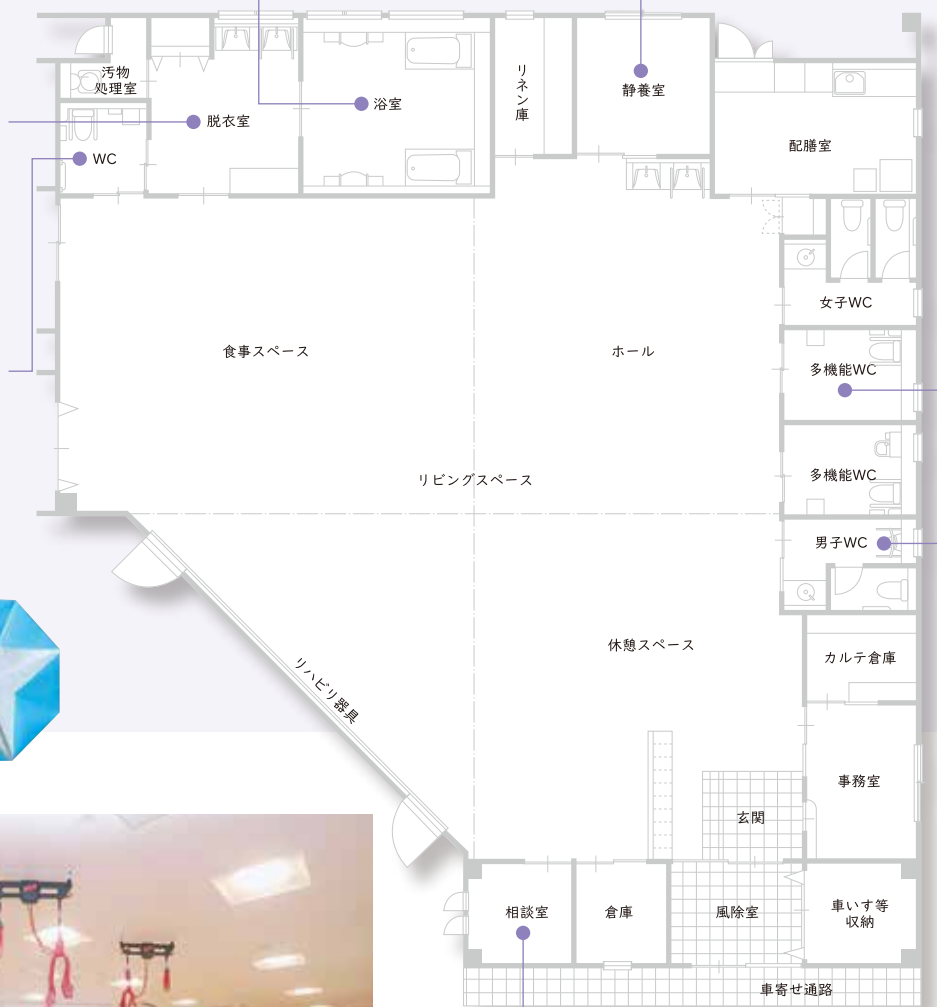 汚物
処理室
脱衣室
浴室
リネン庫
静養室
配膳室
WC
女子WC
食事スペース
ホール
多機能WC
リビングスペース
多機能WC
男子WC
休憩スペース
カルテ倉庫
リハビリ器具
事務室
玄関
相談室
倉庫
風除室
車いす等
収納
車寄せ通路